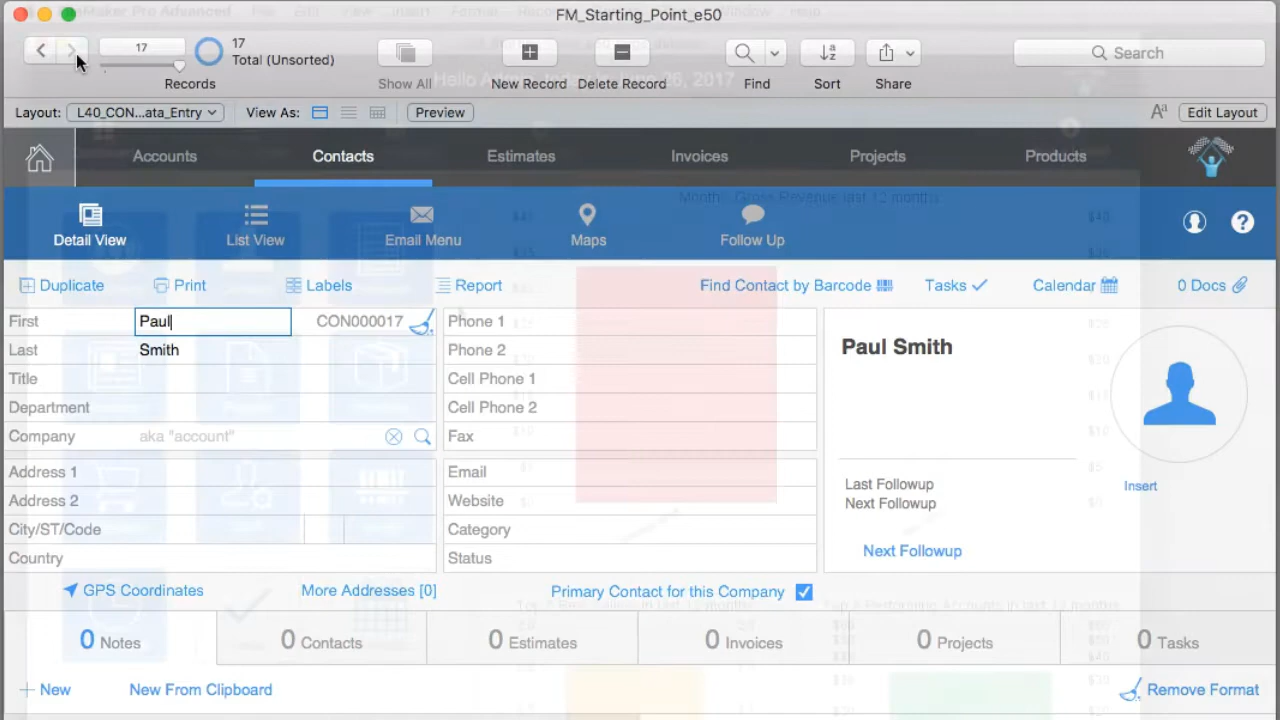 FM_Starting_Point_e50
17
17
Total (Unsorted)
Records
Show All
New Record
Delete Record
Find
Sort
Share
Search
Layout:
L40_CON...ata_Entry
View As:
Preview
Edit Layout
Accounts
Contacts
Estimates
Invoices
Projects
Products
Detail View
List View
Email Menu
Maps
Follow Up
Duplicate
Print
Labels
Report
Find Contact by Barcode
Tasks
Calendar
0 Docs
First
Paul
CON000017
Last
Smith
Title
Department
Company
aka "account"
Address 1
Address 2
City/ST/Code
Country
Phone 1
Phone 2
Cell Phone 1
Cell Phone 2
Fax
Email
Website
Category
Status
Paul Smith
Last Followup
Next Followup
Next Followup
Insert
GPS Coordinates
More Addresses [0]
Primary Contact for this Company
0 Notes
0 Contacts
0 Estimates
0 Invoices
0 Projects
0 Tasks
New
New From Clipboard
Remove Format